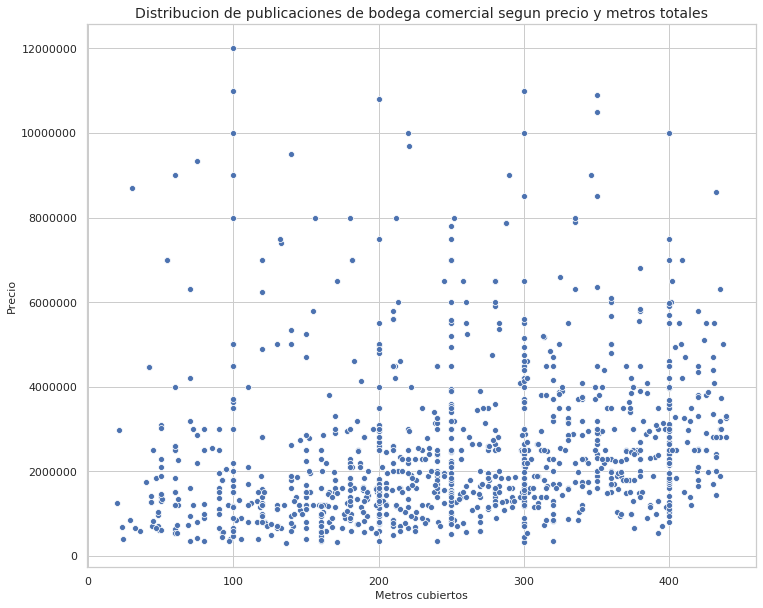 Distribucion de publicaciones de bodega comercial segun precio y metros totales
12000000
10000000
8000000
6000000
4000000
2000000
0
Precio
0 100 200 300 400
Metros cubiertos